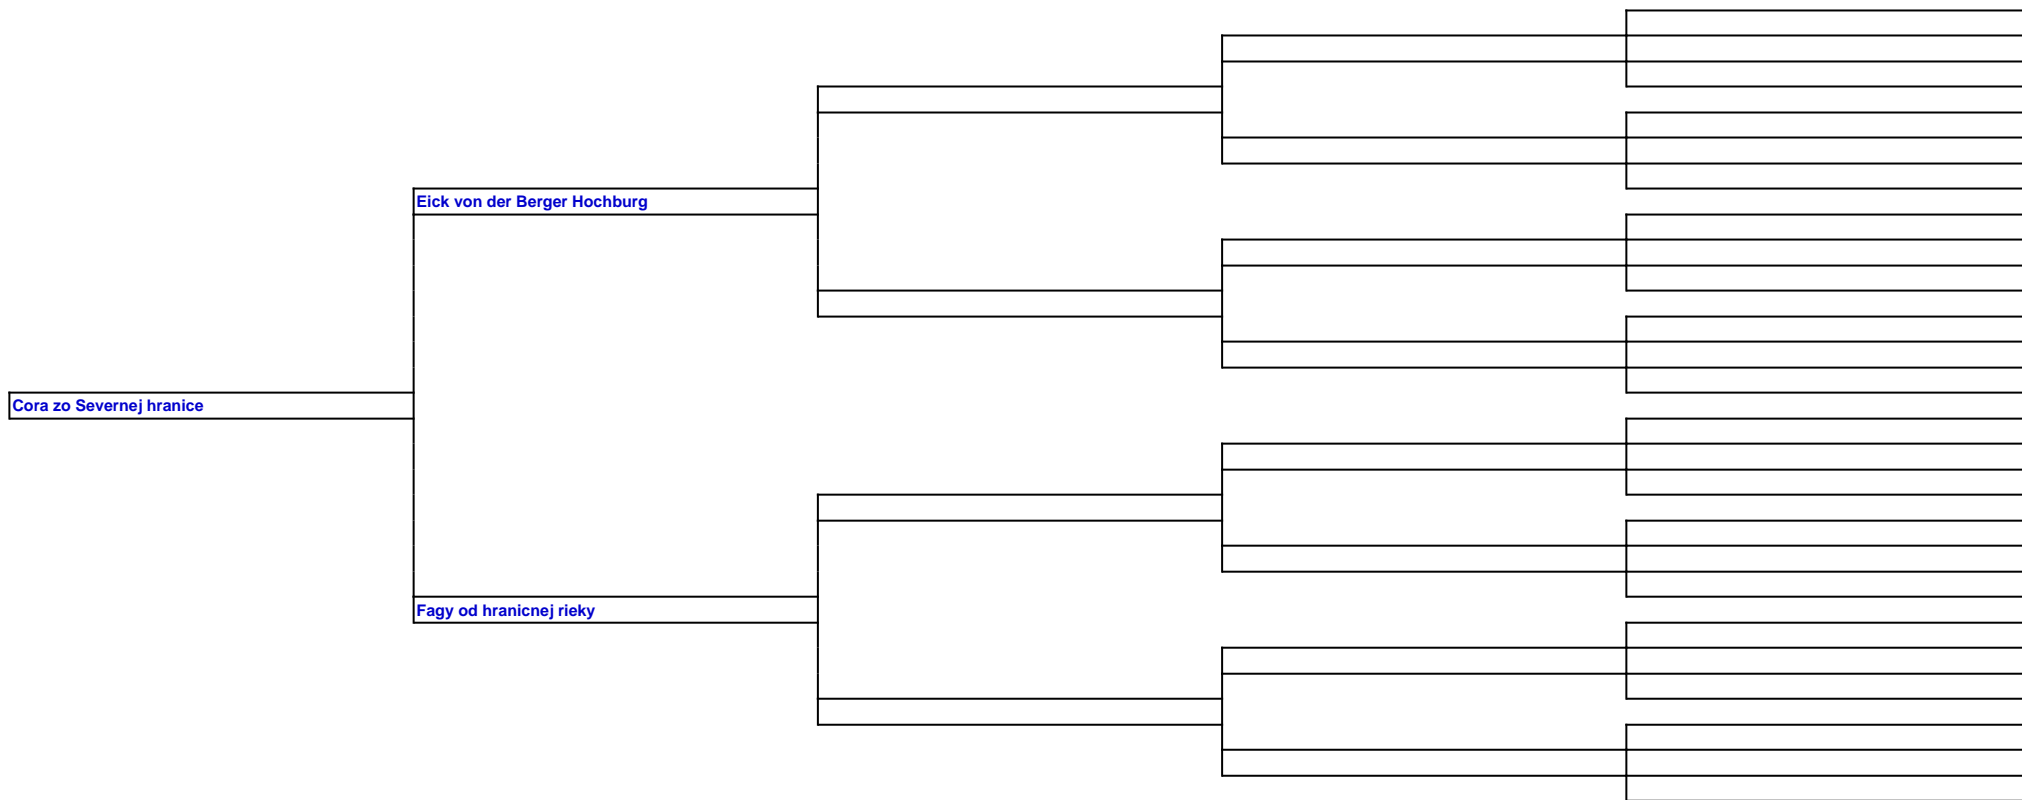 Eick von der Berger Hochburg
Cora zo Severnej hranice
Fagy od hranicnej rieky